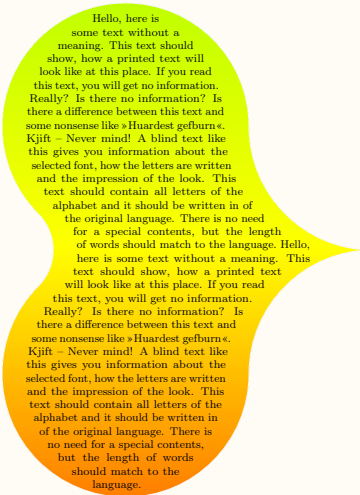 Hello, here is
some text without a
meaning. This text should
show, how a printed text will
look like at this place. If you read
this text, you will get no information.
Really? Is there no information? Is
there a difference between this text and
some nonsense like »Huardest gefburn«.
Kjift – Never mind! A blind text like
this gives you information about the
selected font, how the letters are written
and the impression of the look. This
text should contain all letters of the
alphabet and it should be written in of
the original language. There is no need
for a special contents, but the length
of words should match to the language. Hello,
here is some text without a meaning. This
text should show, how a printed text
will look like at this place. If you read
this text, you will get no information.
Really? Is there no information? Is
there a difference between this text and
some nonsense like »Huardest gefburn«.
Kjift – Never mind! A blind text like
this gives you information about the
selected font, how the letters are written
and the impression of the look. This
text should contain all letters of the
alphabet and it should be written in
of the original language. There is
no need for a special contents,
but the length of words
should match to the
language.